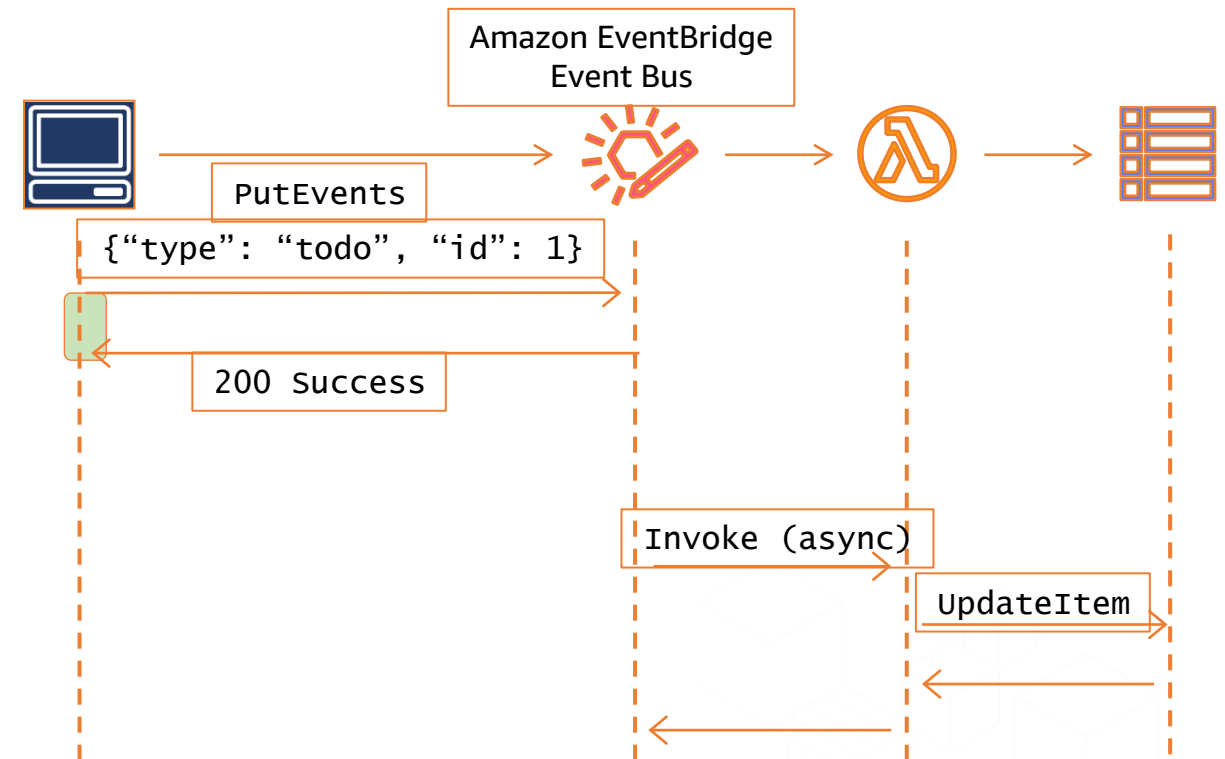 Amazon EventBridge
Event Bus
PutEvents
{“type”: “todo”, “id”: 1}
200 Success
Invoke (async)
UpdateItem